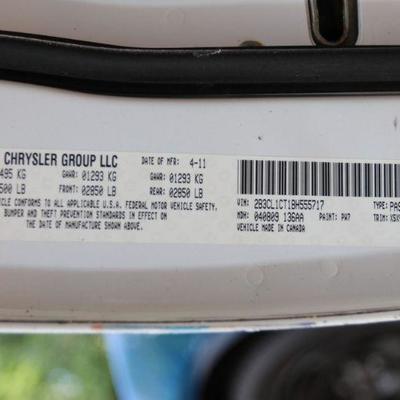 CHRYSLER GROUP LLC DATE OF MFR: 4-11
495 KG GAWR: 01293 KG GAWR: 01293 KG
500 LB FRONT: 02850 LB REAR: 02850 LB
CONFORMS TO ALL APPLICABLE U.S.A. FEDERAL MOTOR VEHICLE SAFETY,
BUMPER AND THEFT PREVENTION STANDARDS IN EFFECT ON
THE DATE OF MANUFACTURE SHOWN ABOVE.
VIN: 2B3CL1CT1BH555717 TYPE: PAS
MDH: 040809 136AA PAINT: PW7 TRIM:
VEHICLE MADE IN CANADA